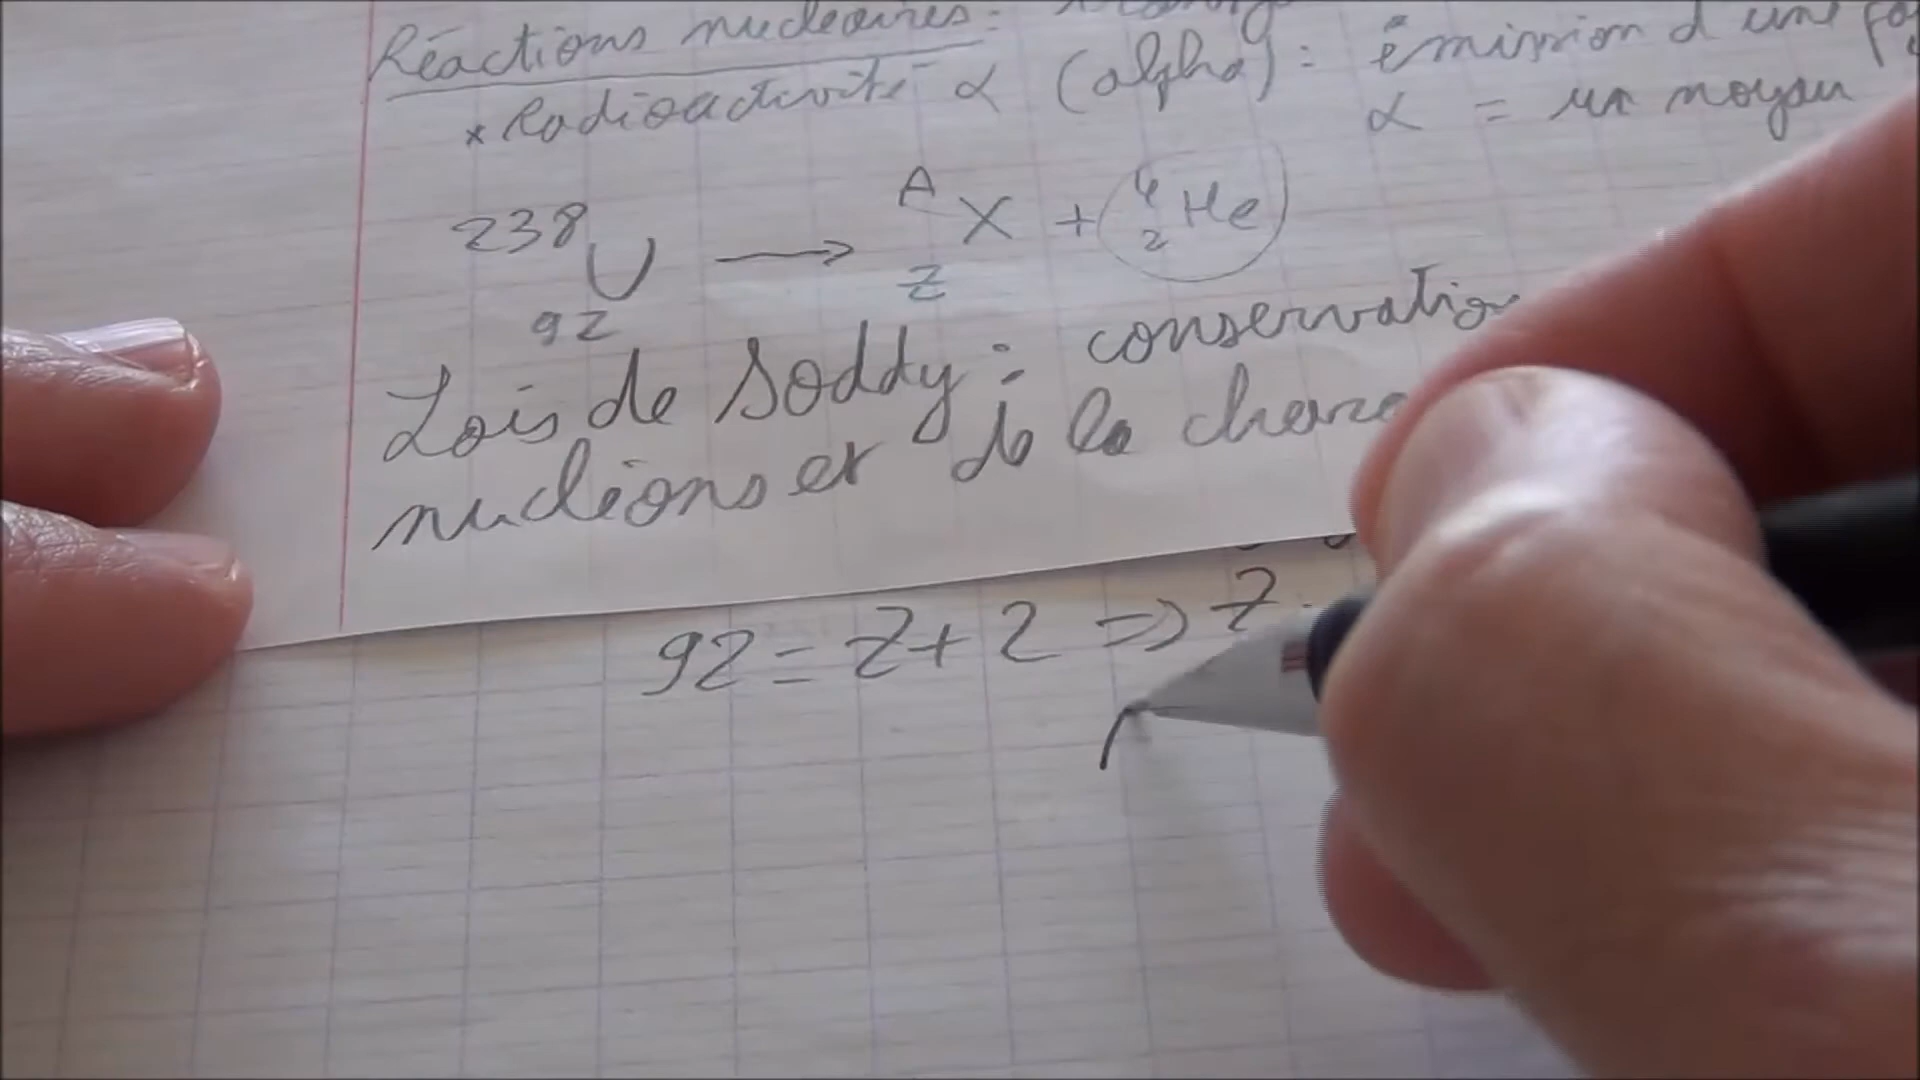 Réactions nucléaires:
* Radioactivité α (alpha): émission d'une
α = un noyau
238 92 U → A Z X + 4 2 He
Lois de Soddy: conservation
nucléons et de la charge
92 = Z + 2 => Z